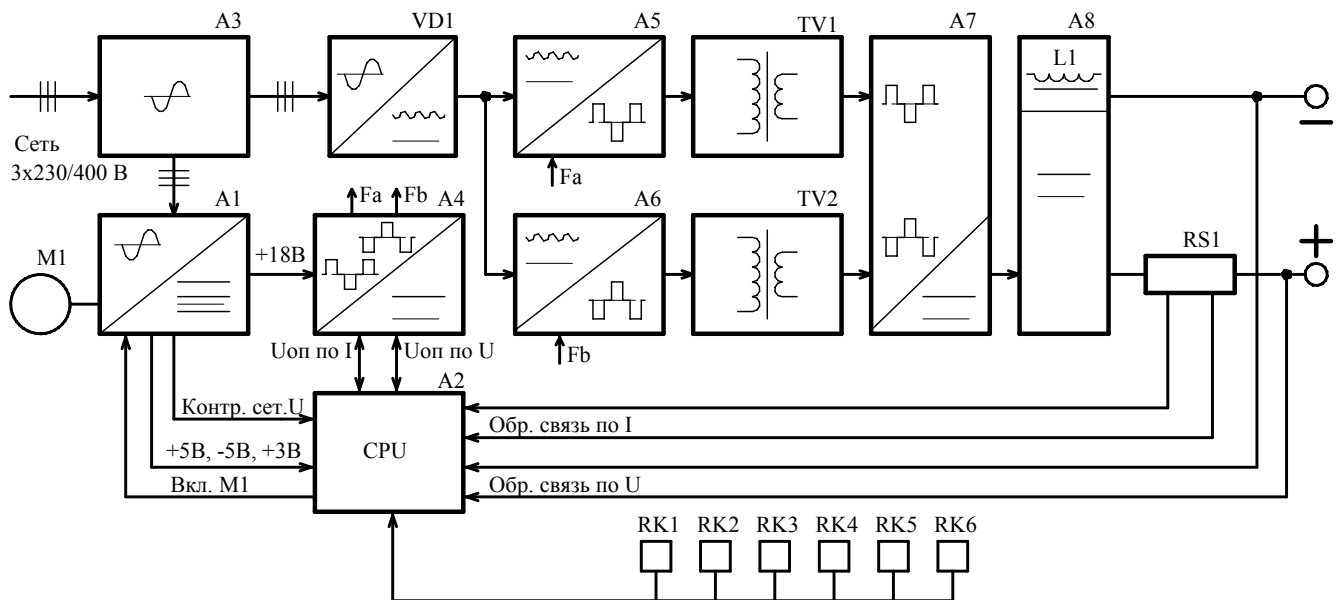 A3
VD1
A5
TV1
A7
A8
L1
Сеть
3х230/400 В
Fa
Fb
Fa
–
A1
A4
A6
TV2
+
RS1
M1
+18В
Fb
Uоп по I
Uоп по U
A2
Контр. сет.U
CPU
Обр. связь по I
+5В, -5В, +3В
Вкл. М1
Обр. связь по U
RK1 RK2 RK3 RK4 RK5 RK6